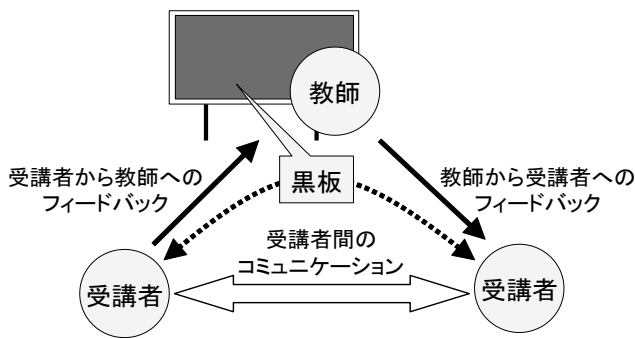 教師
受講者から教師への
フィードバック
黒板
教師から受講者への
フィードバック
受講者間の
コミュニケーション
受講者
受講者